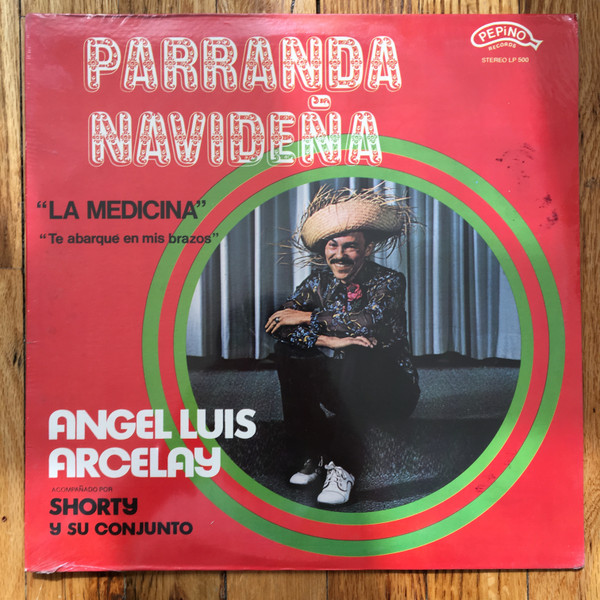 PEPINO
RECORDS
STEREO LP 500
PARRANDA
NAVIDEÑA
"LA MEDICINA"
"Te abarqué en mis brazos"
ANGEL LUIS
ARCELAY
ACOMPAÑADO POR
SHORTY
Y SU CONJUNTO